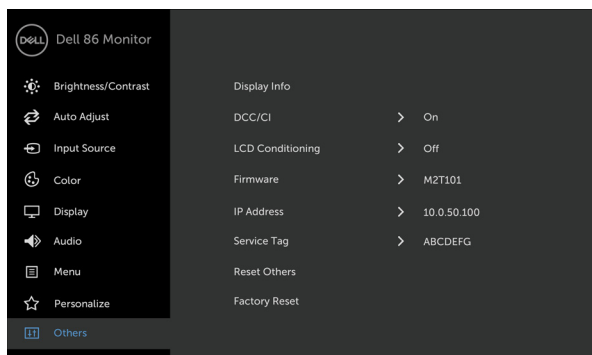 DELL Dell 86 Monitor
Brightness/Contrast
Auto Adjust
Input Source
Color
Display
Audio
Menu
Personalize
Others
Display Info
DCC/CI > On
LCD Conditioning > Off
Firmware > M2T101
IP Address > 10.0.50.100
Service Tag > ABCDEFG
Reset Others
Factory Reset